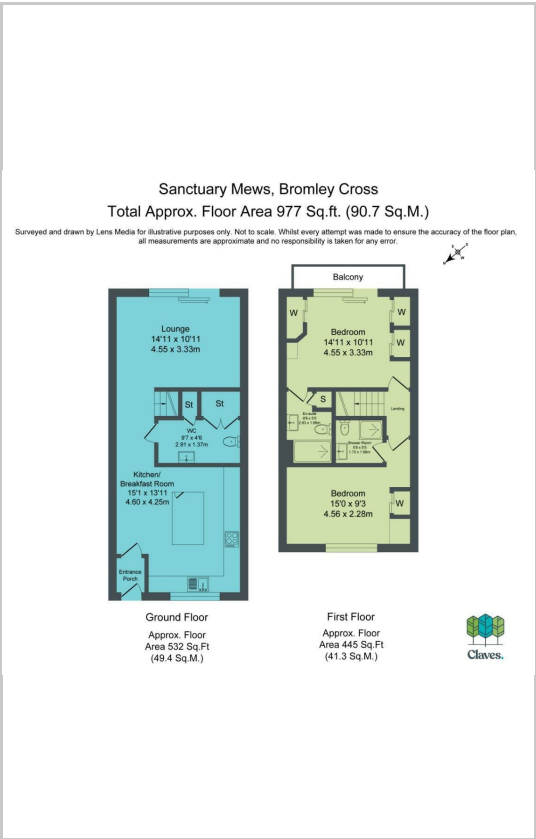 Sanctuary Mews, Bromley Cross
Total Approx. Floor Area 977 Sq.ft. (90.7 Sq.M.)
Surveyed and drawn by Lens Media for illustrative purposes only. Not to scale. Whilst every attempt was made to ensure the accuracy of the floor plan,
all measurements are approximate and no responsibility is taken for any error.
Balcony
Lounge
14'11 x 10'11
4.55 x 3.33m
St
St
WC
9'7 x 4'6
2.91 x 1.37m
Kitchen/
Breakfast Room
15'1 x 13'11
4.60 x 4.25m
Entrance
Porch
W
W
W
Bedroom
14'11 x 10'11
4.55 x 3.33m
S
Landing
En-suite
Shower Room
Bedroom
15'0 x 9'3
4.56 x 2.28m
W
Ground Floor
Approx. Floor
Area 532 Sq.Ft
(49.4 Sq.M.)
First Floor
Approx. Floor
Area 445 Sq.Ft
(41.3 Sq.M.)
Claves.